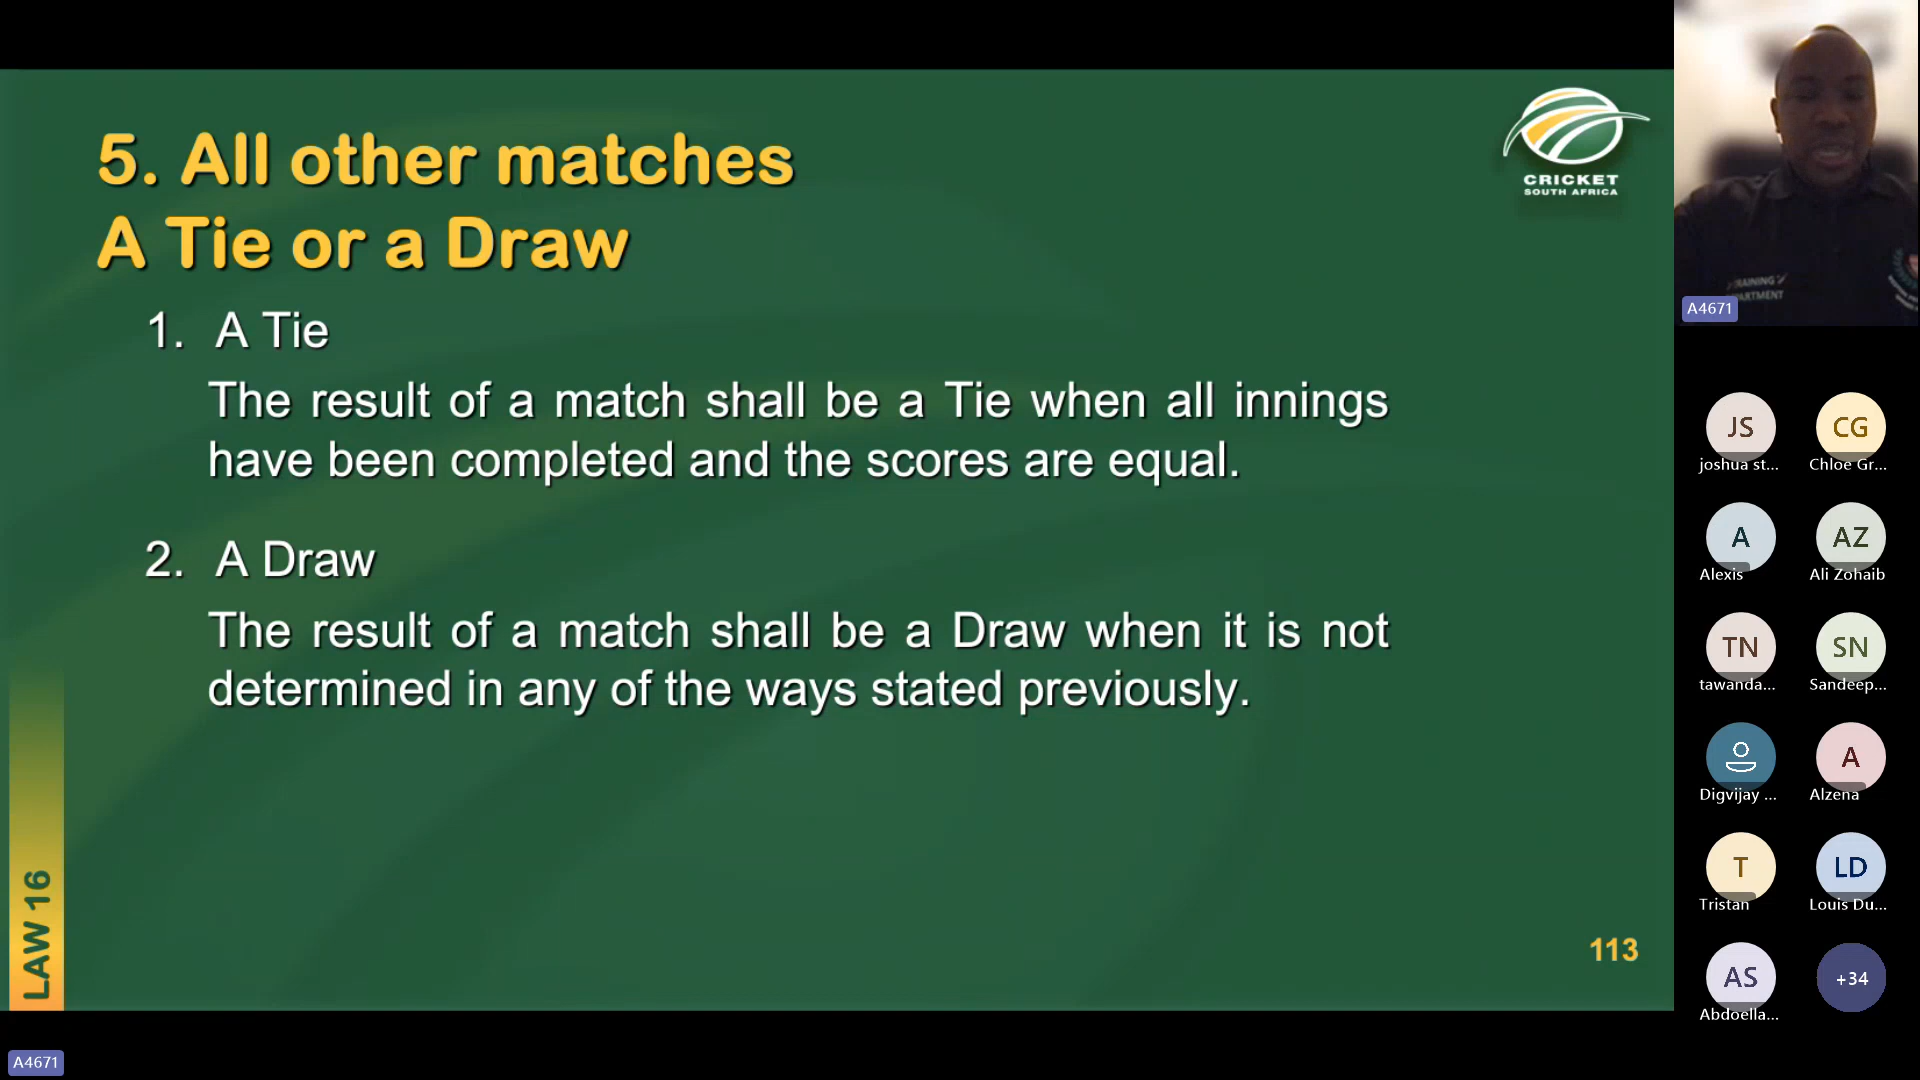 5. All other matches
A Tie or a Draw
CRICKET
SOUTH AFRICA
1. A Tie
The result of a match shall be a Tie when all innings
have been completed and the scores are equal.
2. A Draw
The result of a match shall be a Draw when it is not
determined in any of the ways stated previously.
LAW 16
113
A4671
A4671
JS
joshua st...
CG
Chloe Gr...
A
Alexis
AZ
Ali Zohaib
TN
tawanda...
SN
Sandeep...
Digvijay ...
A
Alzena
T
Tristan
LD
Louis Du...
AS
Abdoella...
+34